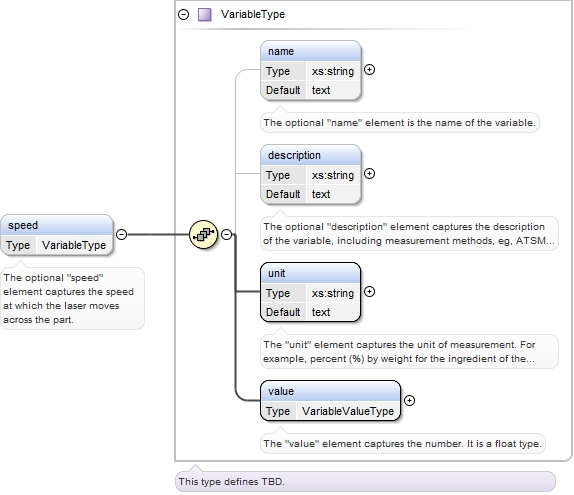 VariableType
name
Type xs:string
Default text
The optional "name" element is the name of the variable.
description
Type xs:string
Default text
The optional "description" element captures the description
of the variable, including measurement methods, eg, ATSM...
speed
Type VariableType
The optional "speed"
element captures the speed
at which the laser moves
across the part.
unit
Type xs:string
Default text
The "unit" element captures the unit of measurement. For
example, percent (%) by weight for the ingredient of the...
value
Type VariableValueType
The "value" element captures the number. It is a float type.
This type defines TBD.